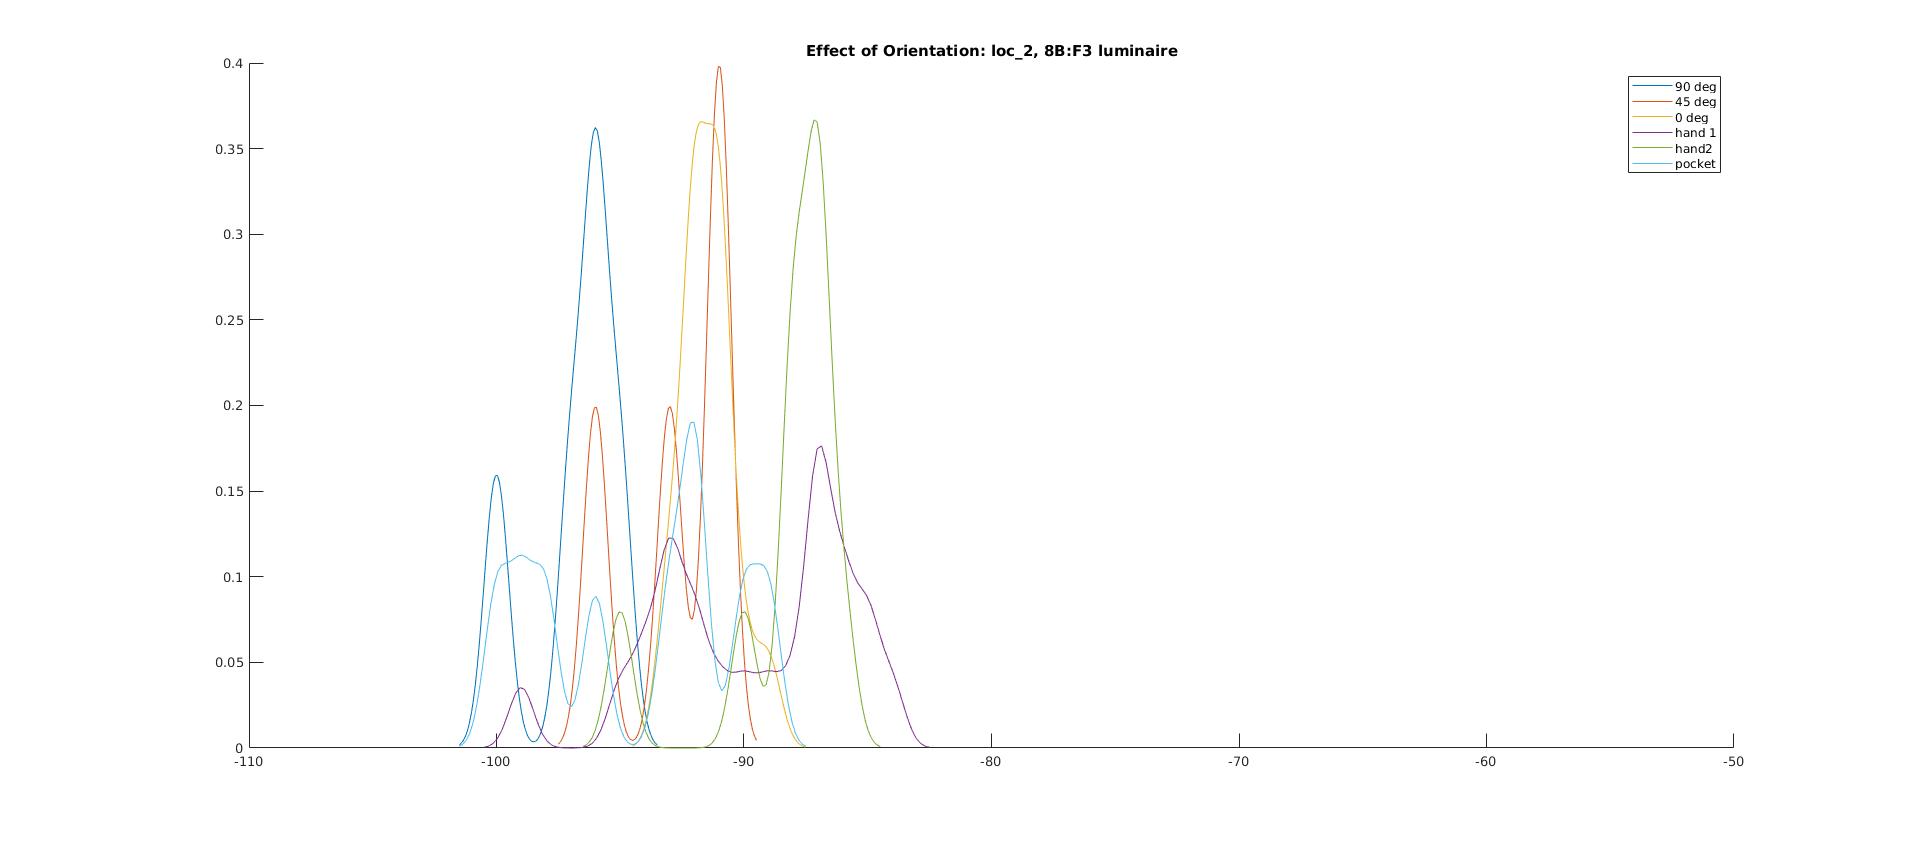 Effect of Orientation: loc_2, 8B:F3 luminaire
90 deg
45 deg
0 deg
hand 1
hand2
pocket
0.4
0.35
0.3
0.25
0.2
0.15
0.1
0.05
0
-110
-100
-90
-80
-70
-60
-50